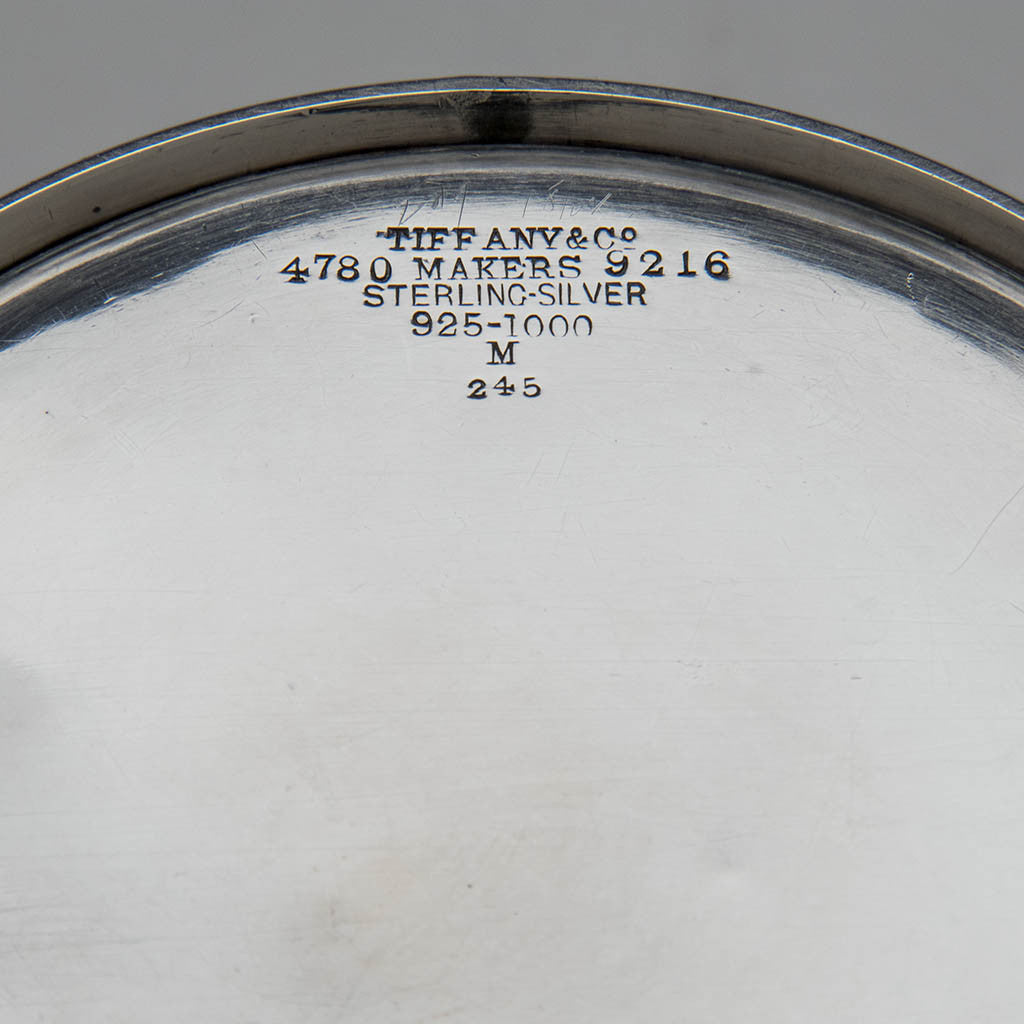 TIFFANY & Cº
4780 MAKERS 9216
STERLING-SILVER
925-1000
M
245